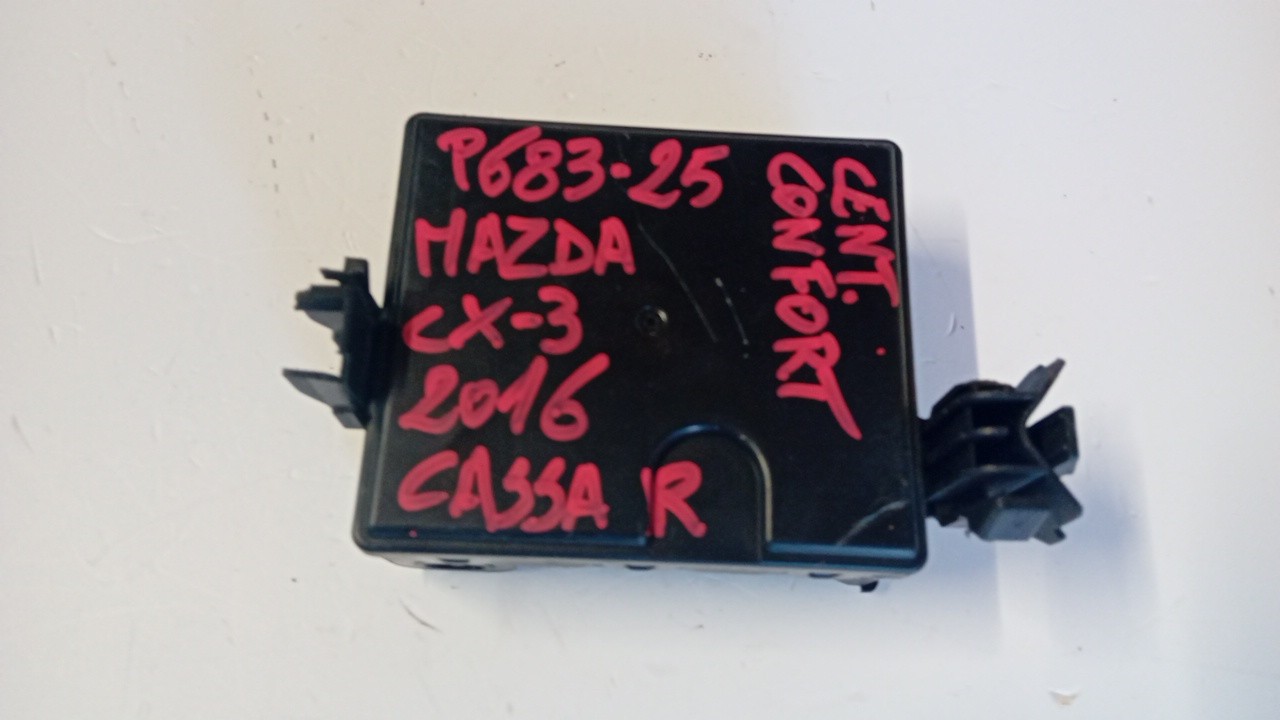 P683-25
MAZDA
CX-3
2016
CASSA R
CENT.
CONFORT